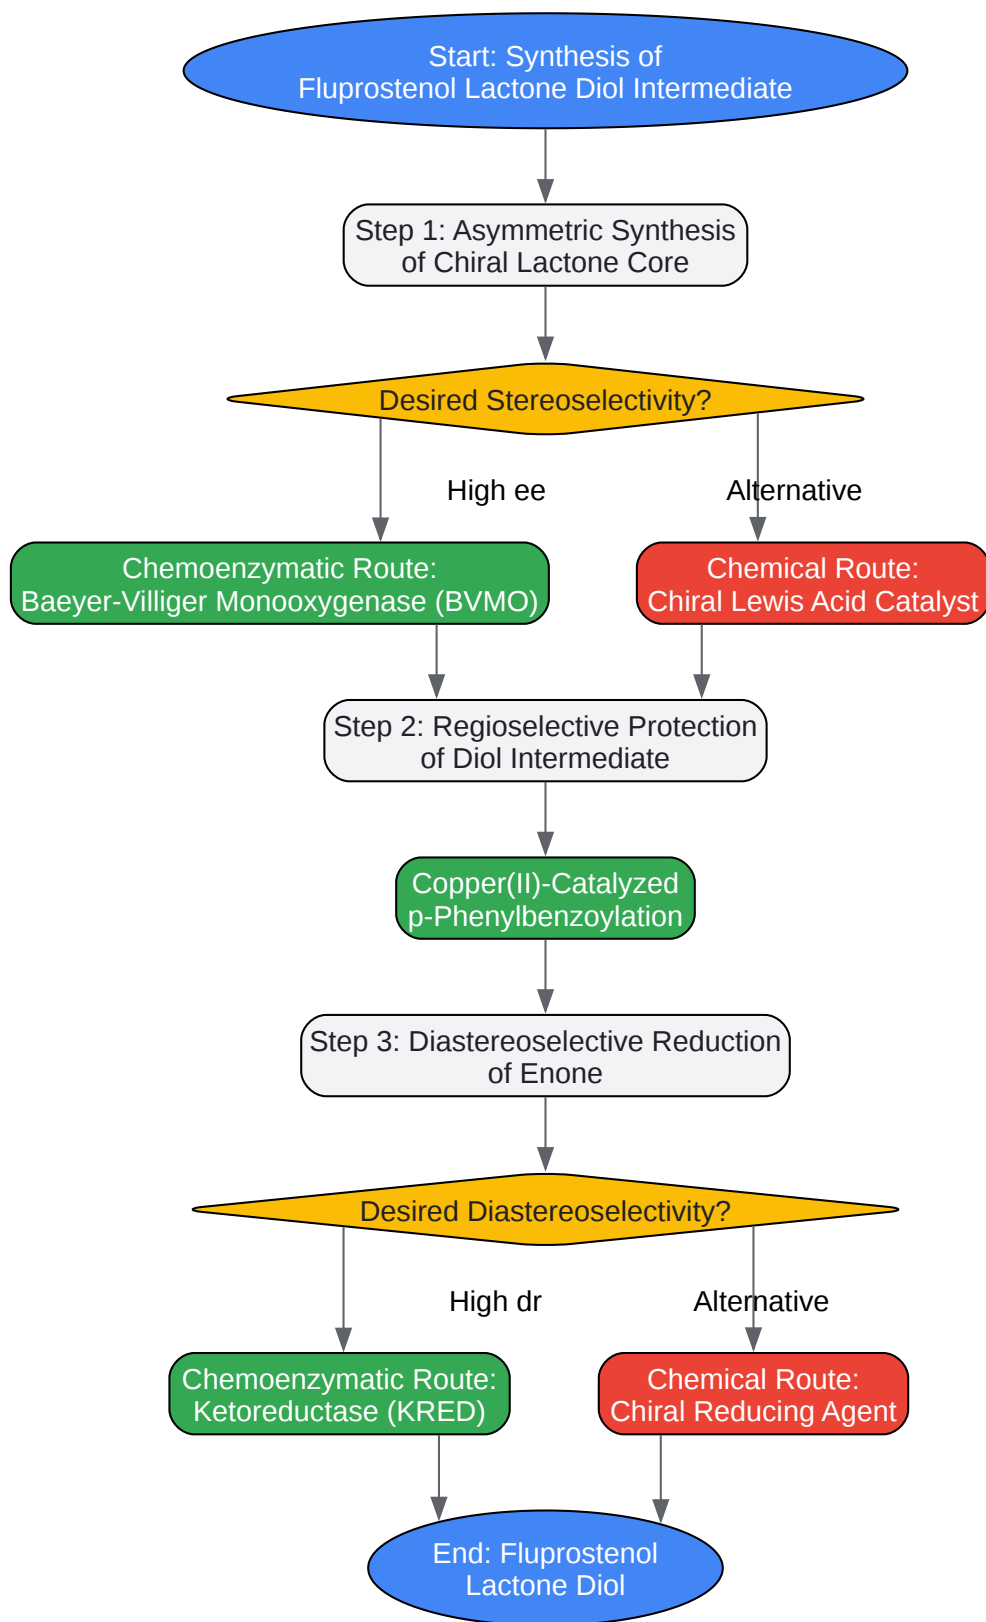 Start: Synthesis of
Fluprostenol Lactone Diol Intermediate
Step 1: Asymmetric Synthesis
of Chiral Lactone Core
Desired Stereoselectivity?
High ee
Alternative
Chemoenzymatic Route:
Baeyer-Villiger Monooxygenase (BVMO)
Chemical Route:
Chiral Lewis Acid Catalyst
Step 2: Regioselective Protection
of Diol Intermediate
Copper(II)-Catalyzed
p-Phenylbenzoylation
Step 3: Diastereoselective Reduction
of Enone
Desired Diastereoselectivity?
High dr
Alternative
Chemoenzymatic Route:
Ketoreductase (KRED)
Chemical Route:
Chiral Reducing Agent
End: Fluprostenol
Lactone Diol